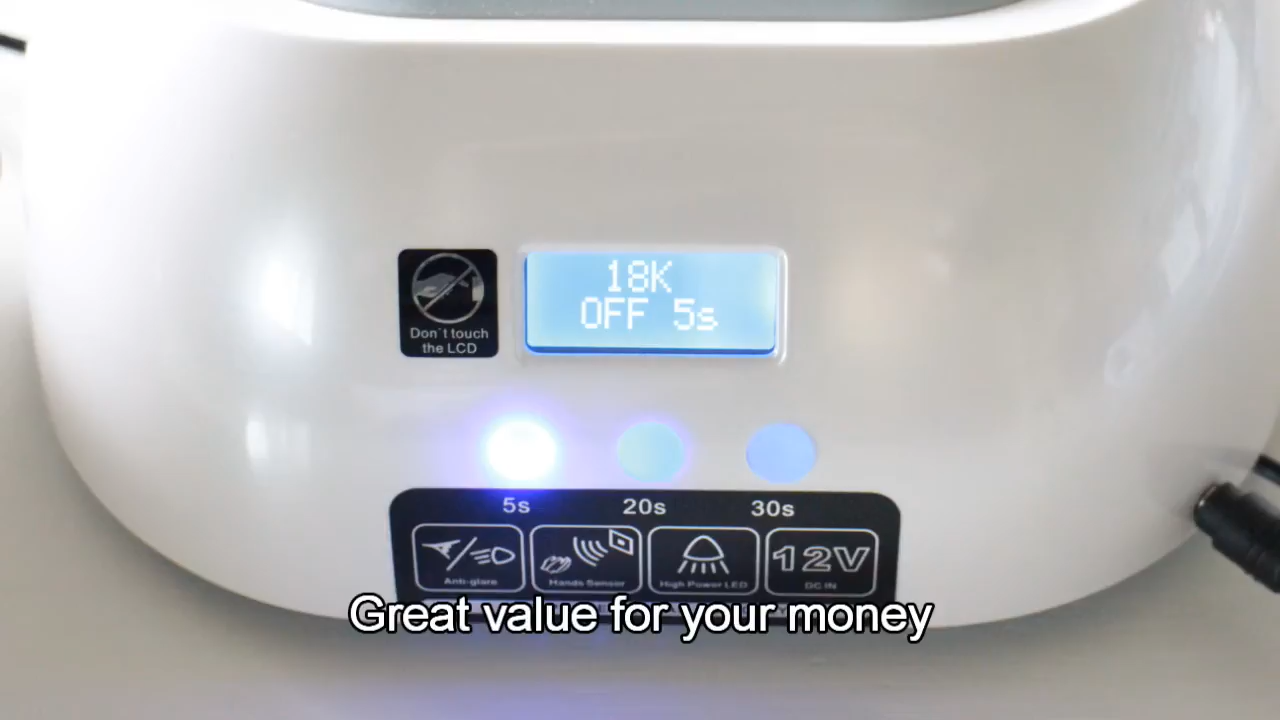 18K
OFF 5s
Don't touch
the LCD
5s 20s 30s
12V
Anti-glare Hands Sensor High Power LED DC IN
Great value for your money